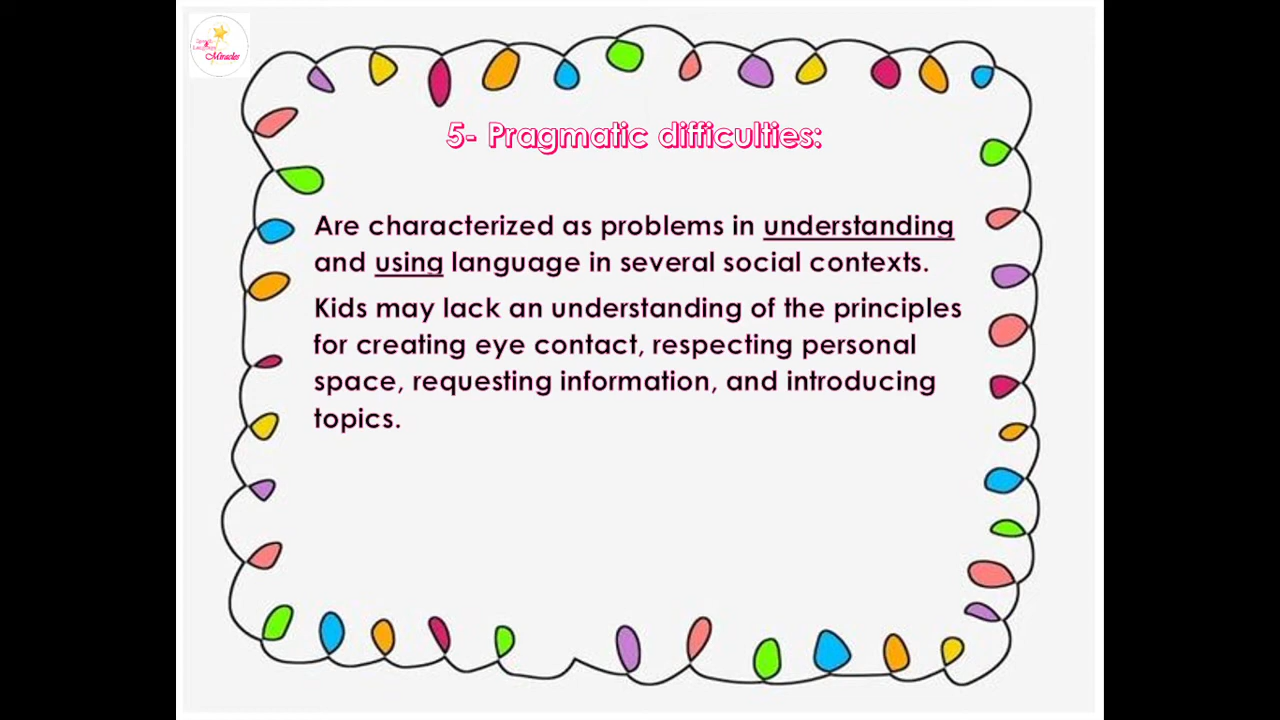 Miracles
5- Pragmatic difficulties:
Are characterized as problems in understanding
and using language in several social contexts.
Kids may lack an understanding of the principles
for creating eye contact, respecting personal
space, requesting information, and introducing
topics.